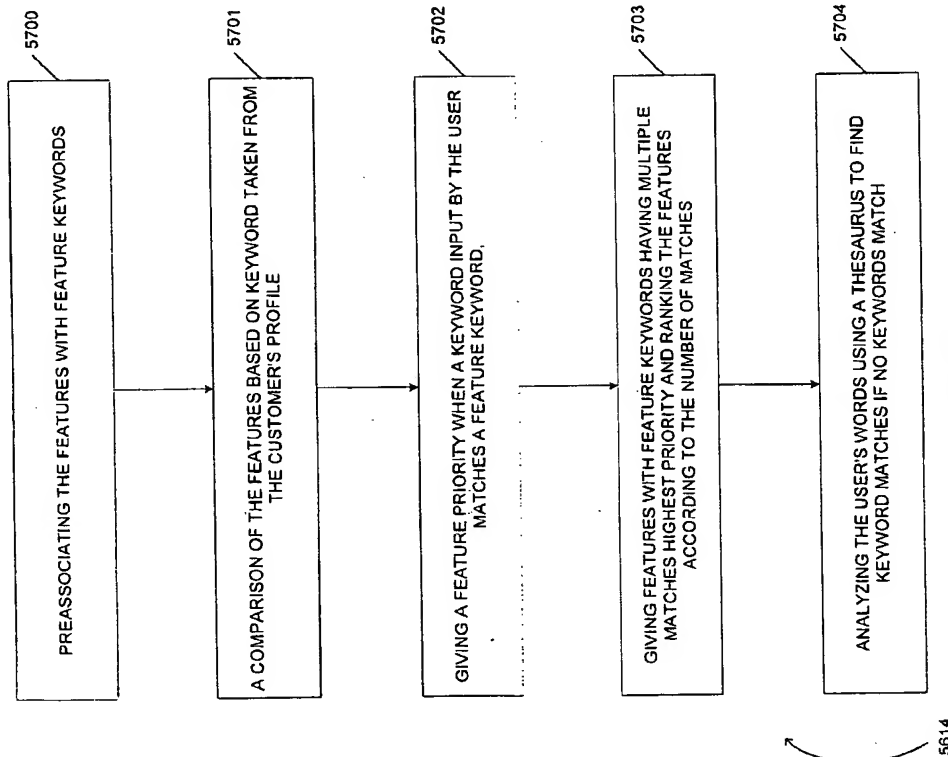 5700
PREASSOCIATING THE FEATURES WITH FEATURE KEYWORDS
5701
A COMPARISON OF THE FEATURES BASED ON KEYWORD TAKEN FROM
THE CUSTOMER'S PROFILE
5702
GIVING A FEATURE PRIORITY WHEN A KEYWORD INPUT BY THE USER
MATCHES A FEATURE KEYWORD,
5703
GIVING FEATURES WITH FEATURE KEYWORDS HAVING MULTIPLE
MATCHES HIGHEST PRIORITY AND RANKING THE FEATURES
ACCORDING TO THE NUMBER OF MATCHES
5704
ANALYZING THE USER'S WORDS USING A THESAURUS TO FIND
KEYWORD MATCHES IF NO KEYWORDS MATCH
5614